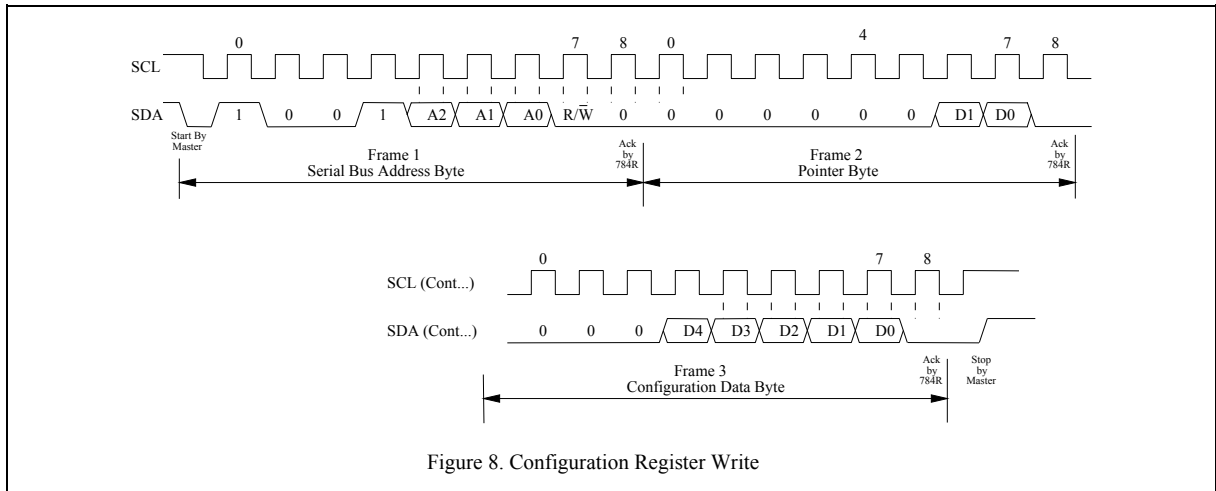 0 7 8 0 4 7 8
SCL
SDA 1 0 0 1 A2 A1 A0 R/W̅ 0 0 0 0 0 0 0 D1 D0
Start By
Master
Ack
by
784R
Ack
by
784R
Frame 1
Serial Bus Address Byte
Frame 2
Pointer Byte
0 7 8
SCL (Cont...)
SDA (Cont...) 0 0 0 D4 D3 D2 D1 D0
Ack
by
784R
Stop
by
Master
Frame 3
Configuration Data Byte
Figure 8. Configuration Register Write